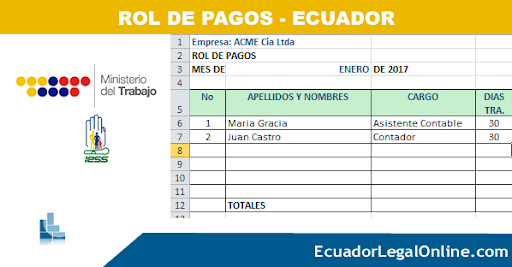 ROL DE PAGOS - ECUADOR
Ministerio
del Trabajo
iess
1 Empresa: ACME Cia Ltda
2 ROL DE PAGOS
3 MES DE ENERO DE 2017
4
5 No APELLIDOS Y NOMBRES CARGO DIAS TRA.
6 1 Maria Gracia Asistente Contable 30
7 2 Juan Castro Contador 30
8
9
10
11
12 TOTALES
EcuadorLegalOnline.com